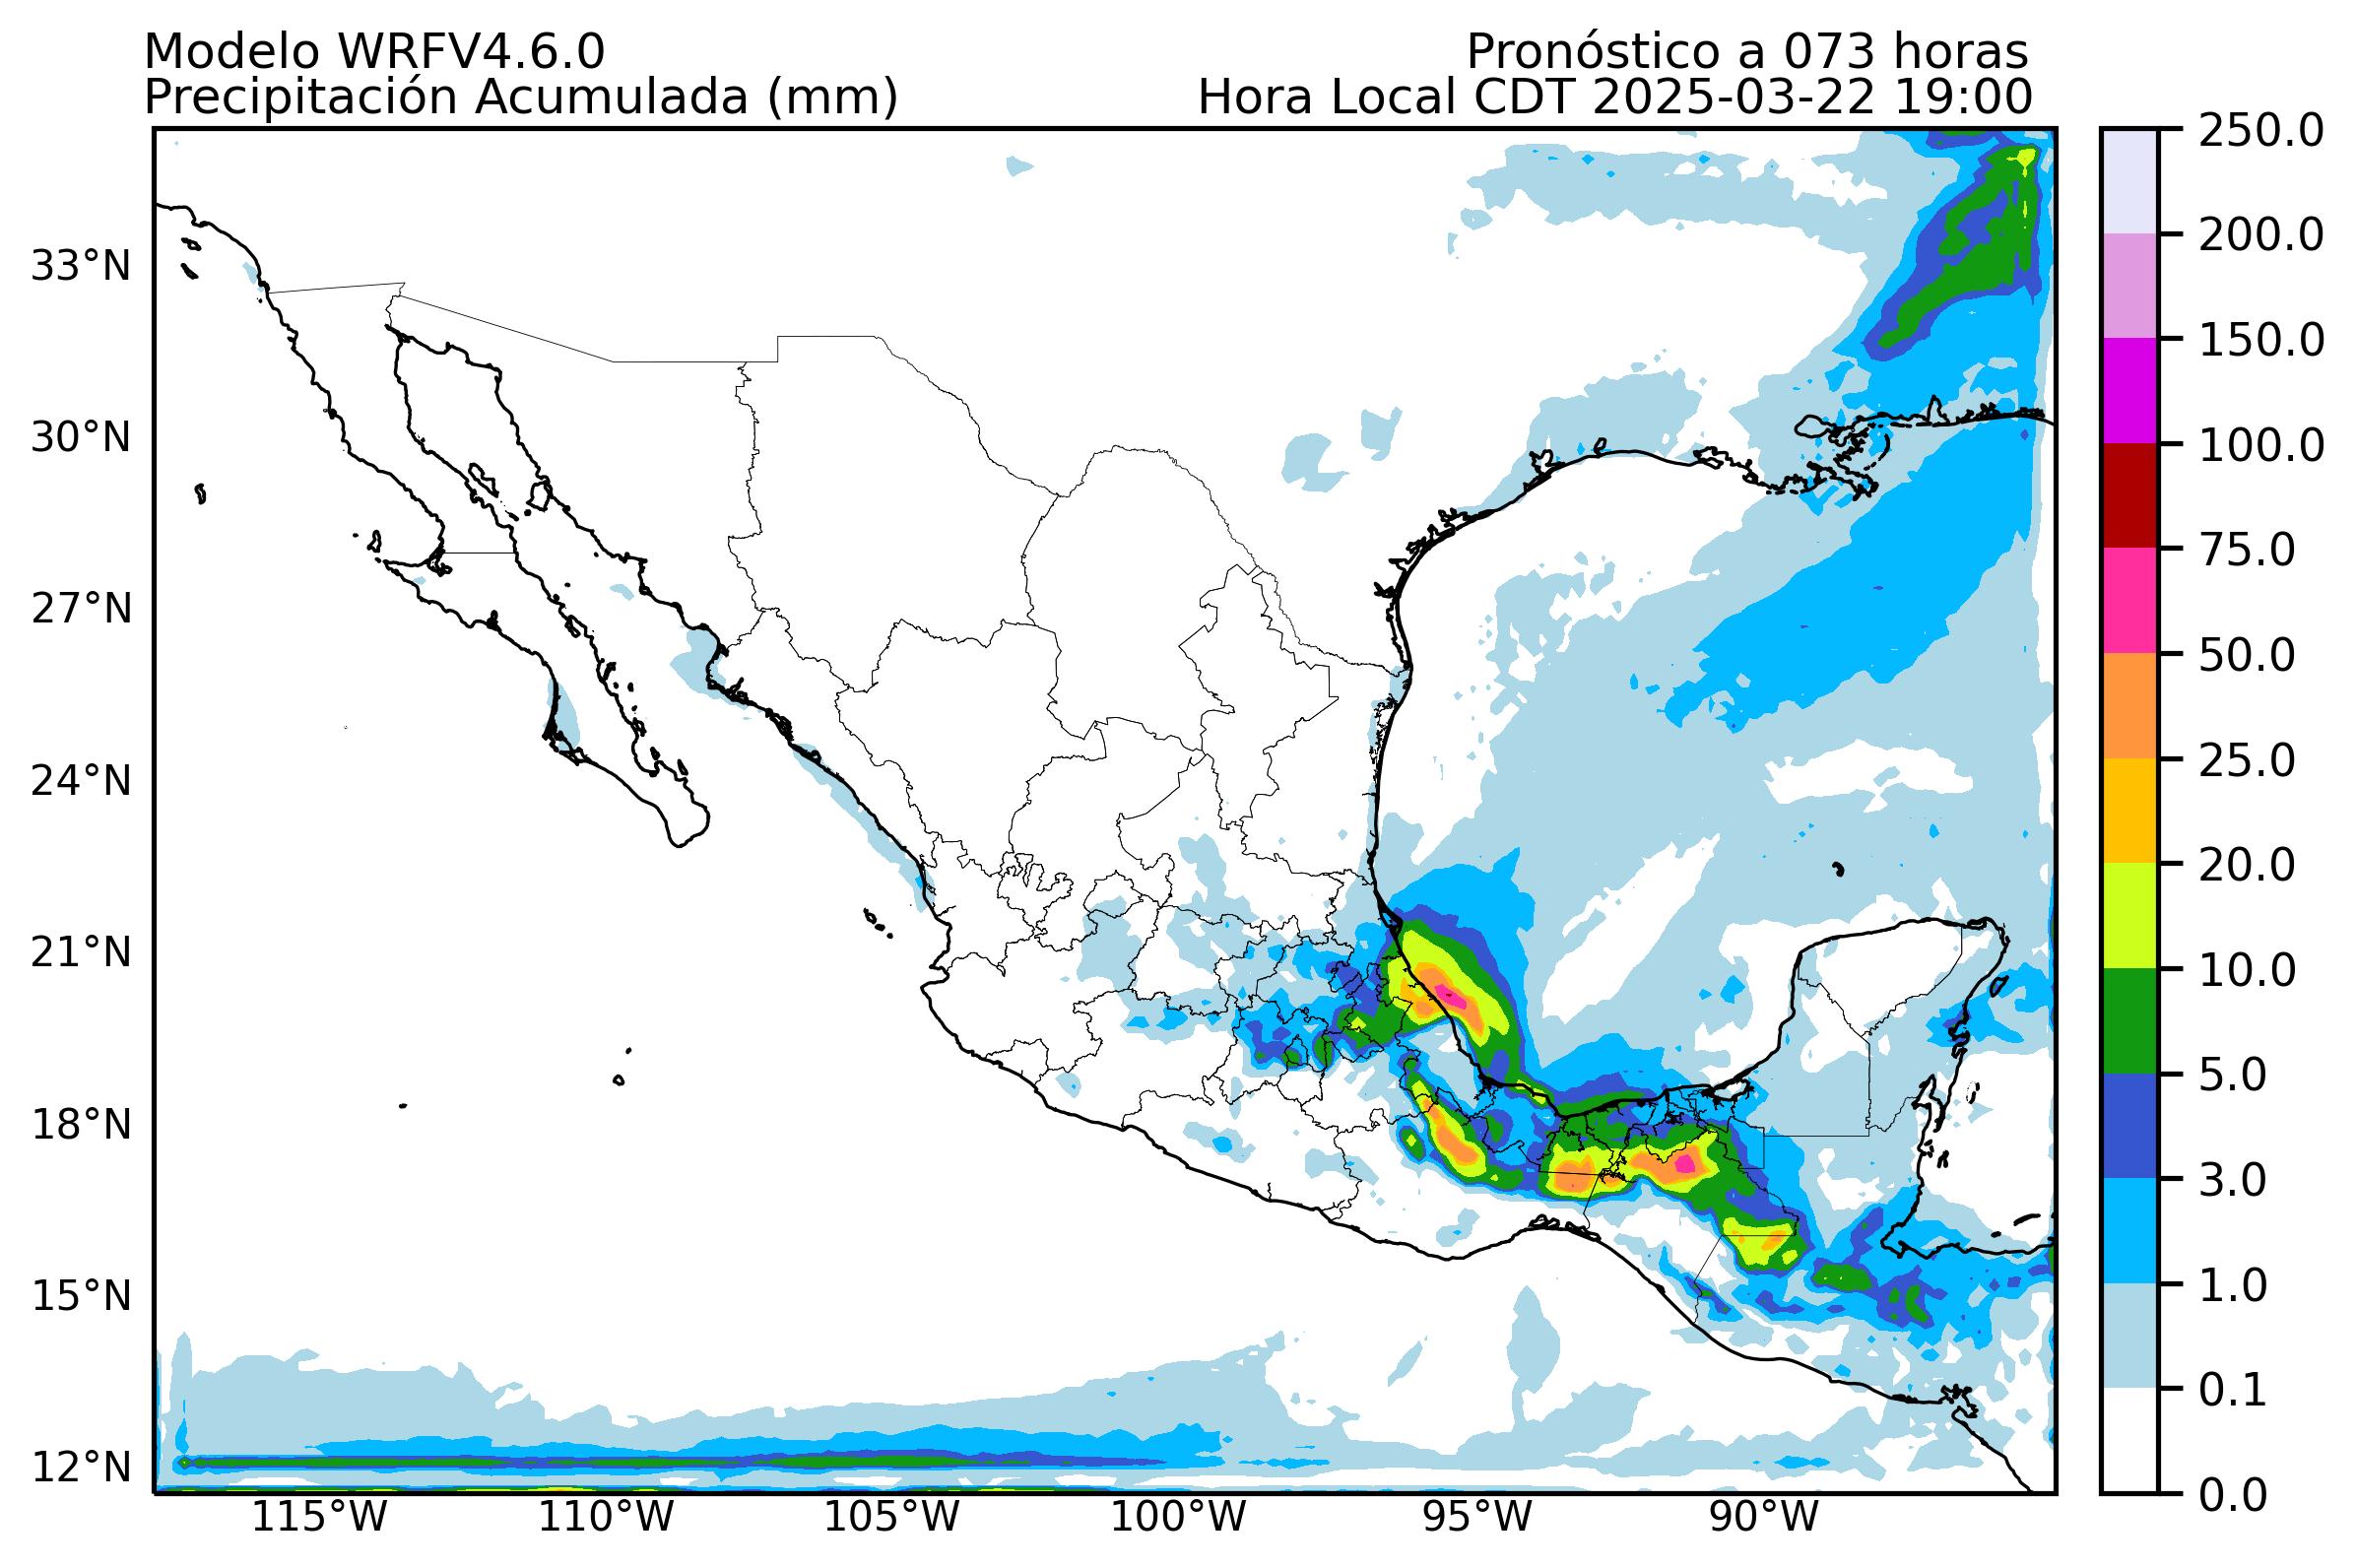 Modelo WRFV4.6.0
Pronóstico a 073 horas
Precipitación Acumulada (mm)
Hora Local CDT 2025-03-22 19:00
33°N
30°N
27°N
24°N
21°N
18°N
15°N
12°N
115°W
110°W
105°W
100°W
95°W
90°W
250.0
200.0
150.0
100.0
75.0
50.0
25.0
20.0
10.0
5.0
3.0
1.0
0.1
0.0